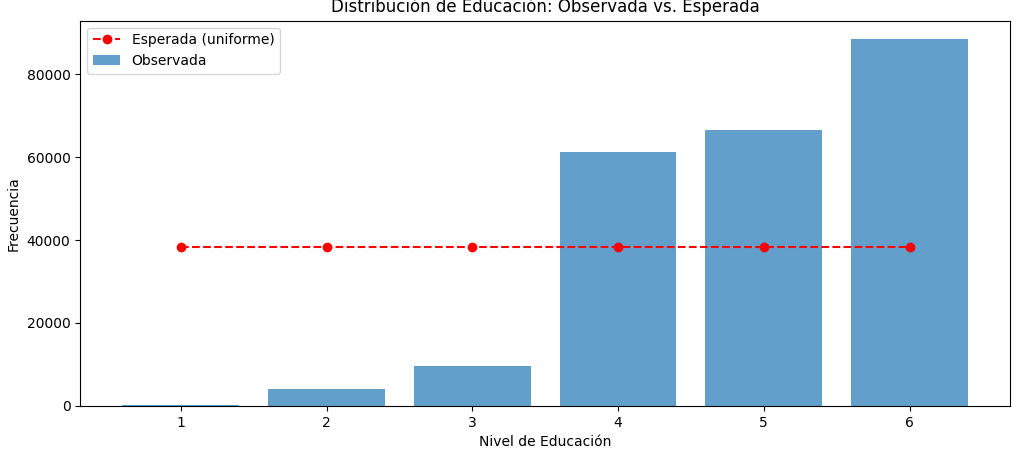 Distribución de Educación: Observada vs. Esperada
Esperada (uniforme)
Observada
Frecuencia
80000
60000
40000
20000
0
1 2 3 4 5 6
Nivel de Educación